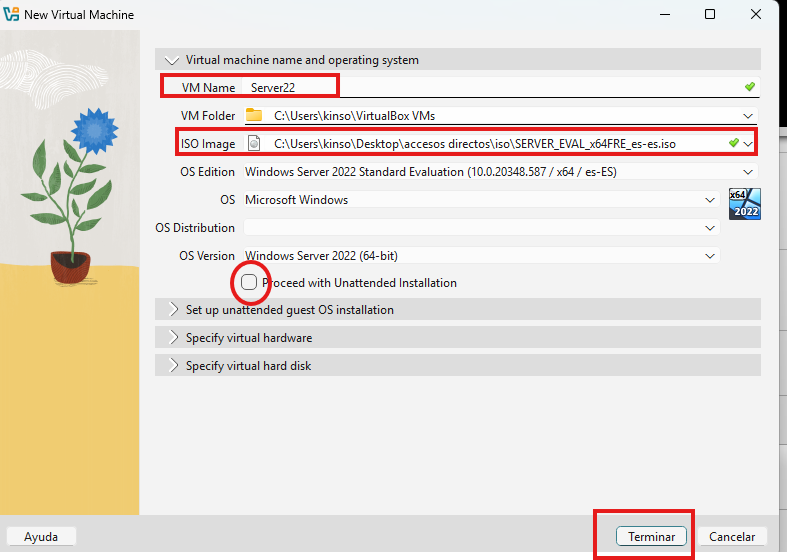 New Virtual Machine
Virtual machine name and operating system
VM Name Server22
VM Folder C:\Users\kinso/VirtualBox VMs
ISO Image C:\Users\kinso\Desktop\accesos directos\iso\SERVER_EVAL_x64FRE_es-es.iso
OS Edition Windows Server 2022 Standard Evaluation (10.0.20348.587 / x64 / es-ES)
OS Microsoft Windows
x64
2022
OS Distribution
OS Version Windows Server 2022 (64-bit)
Proceed with Unattended Installation
Set up unattended guest OS installation
Specify virtual hardware
Specify virtual hard disk
Ayuda Terminar Cancelar